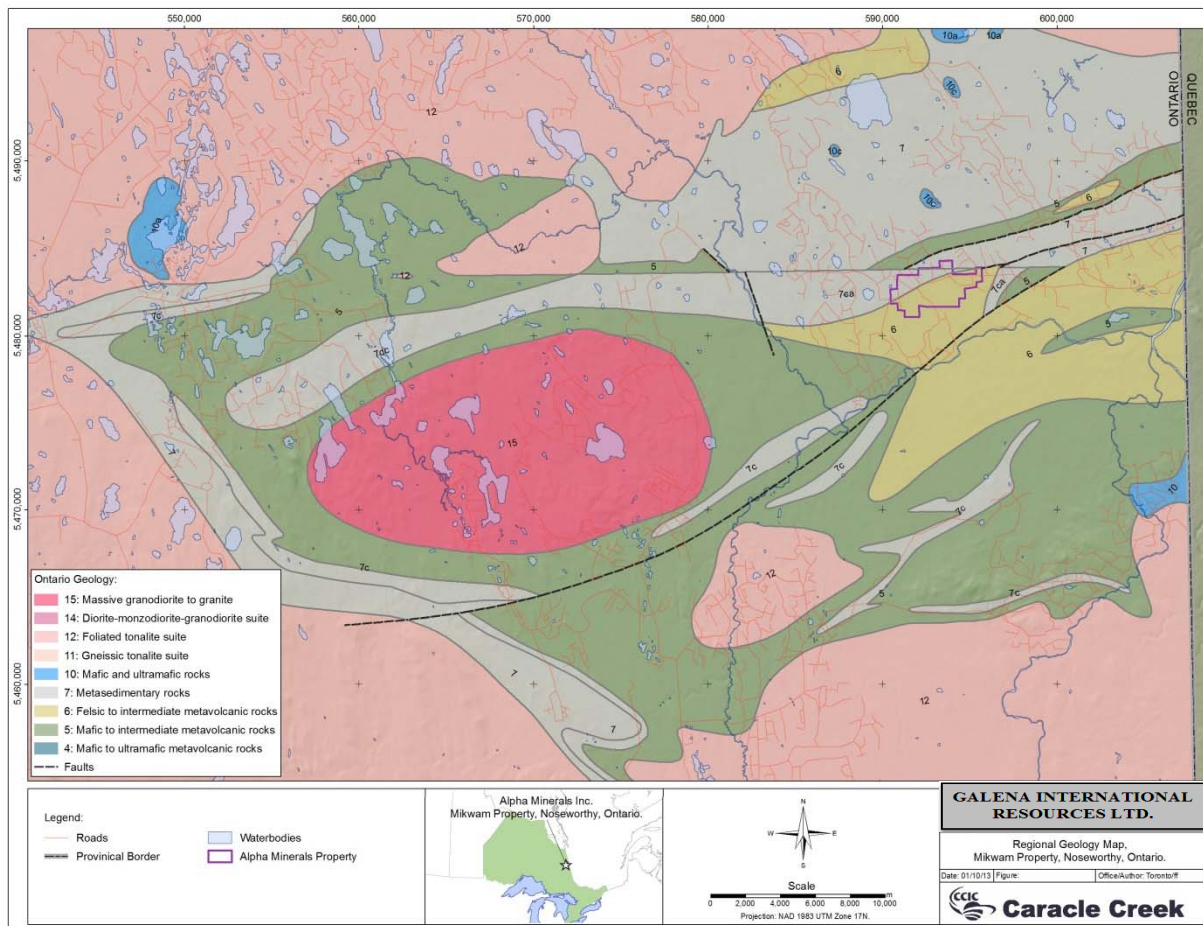 550,000
560,000
570,000
580,000
590,000
600,000
10a
10a
6
12
10c
ONTARIO
QUEBEC
5,490,000
10c
7
10a
10c
5
6
12
7
5
7
12
7ca
7ca
5
7c
5
5,480,000
6
5
7dc
6
15
7c
7c
7
5,470,000
10
7c
12
7c
5
7c
5,460,000
7
12
7
Ontario Geology:
15: Massive granodiorite to granite
14: Diorite-monzodiorite-granodiorite suite
12: Foliated tonalite suite
11: Gneissic tonalite suite
10: Mafic and ultramafic rocks
7: Metasedimentary rocks
6: Felsic to intermediate metavolcanic rocks
5: Mafic to intermediate metavolcanic rocks
4: Mafic to ultramafic metavolcanic rocks
Faults
Legend:
Roads
Provinical Border
Waterbodies
Alpha Minerals Property
Alpha Minerals Inc.
Mikwam Property, Noseworthy, Ontario.
N
W
E
S
Scale
m
0 2,000 4,000 6,000 8,000 10,000
Projection: NAD 1983 UTM Zone 17N.
GALENA INTERNATIONAL
RESOURCES LTD.
Regional Geology Map,
Mikwam Property, Noseworthy, Ontario.
Date: 01/10/13 Figure: Office/Author: Toronto/ff
CCIC
Caracle Creek